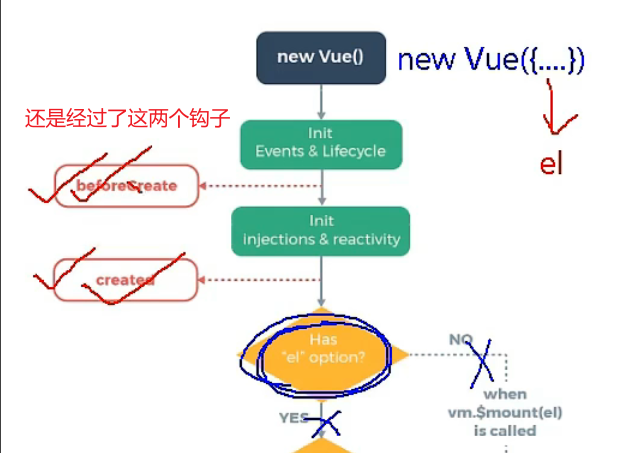 new Vue()
new Vue({....})
还是经过了这两个钩子
el
Init
Events & Lifecycle
beforeCreate
Init
injections & reactivity
created
Has
"el" option?
NO
YES
when
vm.$mount(el)
is called